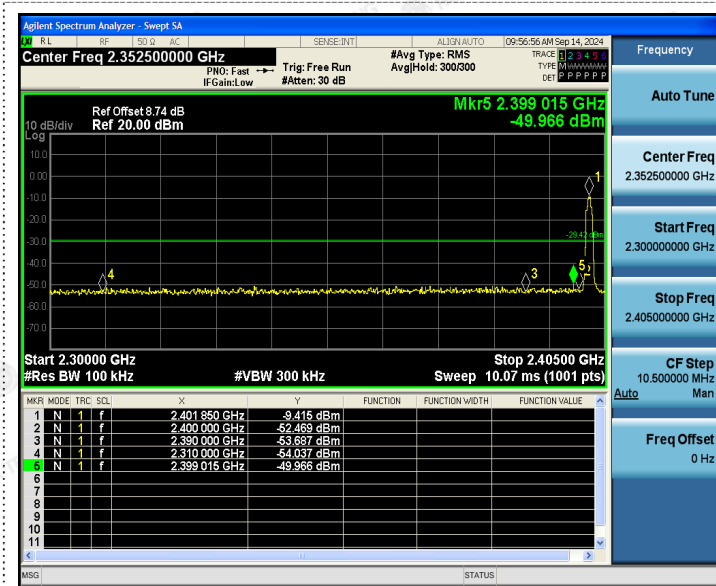 Agilent Spectrum Analyzer - Swept SA
RL RF 50 Ω AC SENSE:INT ALIGN AUTO 09:56:56 AM Sep 14, 2024
Center Freq 2.352500000 GHz
PNO: Fast
IFGain:Low
Trig: Free Run
#Atten: 30 dB
#Avg Type: RMS
Avg|Hold: 300/300
TRACE 1 2 3 4 5 6
TYPE M
DET P P P P P P
Ref Offset 8.74 dB
10 dB/div Ref 20.00 dBm
Log
Mkr5 2.399 015 GHz
-49.966 dBm
10.0
0.00
-10.0
-20.0
-30.0
-40.0
-50.0
-60.0
-70.0
1
-29.42 dBm
4
3
5
2
Start 2.30000 GHz Stop 2.40500 GHz
#Res BW 100 kHz #VBW 300 kHz Sweep 10.07 ms (1001 pts)
MKR MODE TRC SCL X Y FUNCTION FUNCTION WIDTH FUNCTION VALUE
1 N 1 f 2.401 850 GHz -9.415 dBm
2 N 1 f 2.400 000 GHz -52.469 dBm
3 N 1 f 2.390 000 GHz -53.687 dBm
4 N 1 f 2.310 000 GHz -54.037 dBm
5 N 1 f 2.399 015 GHz -49.966 dBm
6
7
8
9
10
11
MSG STATUS
Frequency
Auto Tune
Center Freq
2.352500000 GHz
Start Freq
2.300000000 GHz
Stop Freq
2.405000000 GHz
CF Step
10.500000 MHz
Auto Man
Freq Offset
0 Hz